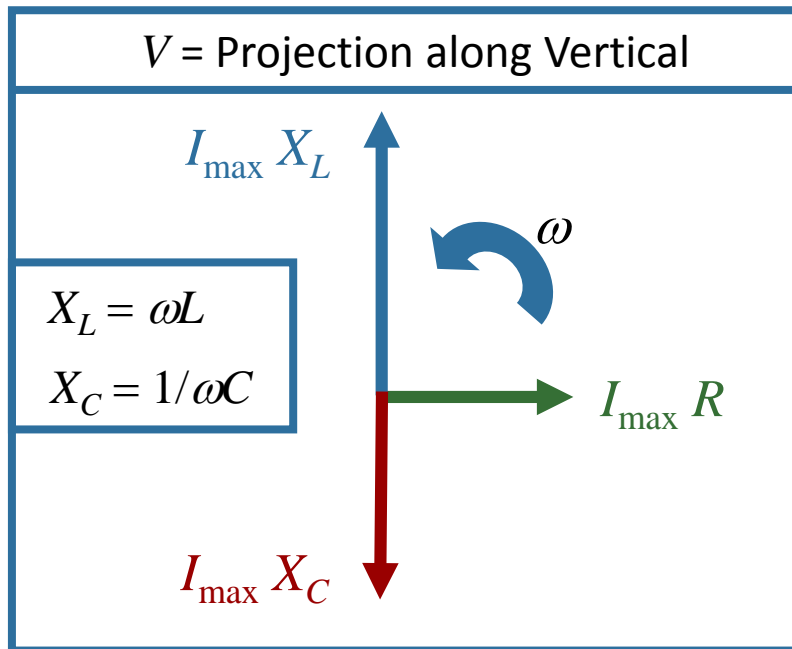 V = Projection along Vertical
I_max X_L
ω
X_L = ωL
X_C = 1/ωC
I_max R
I_max X_C